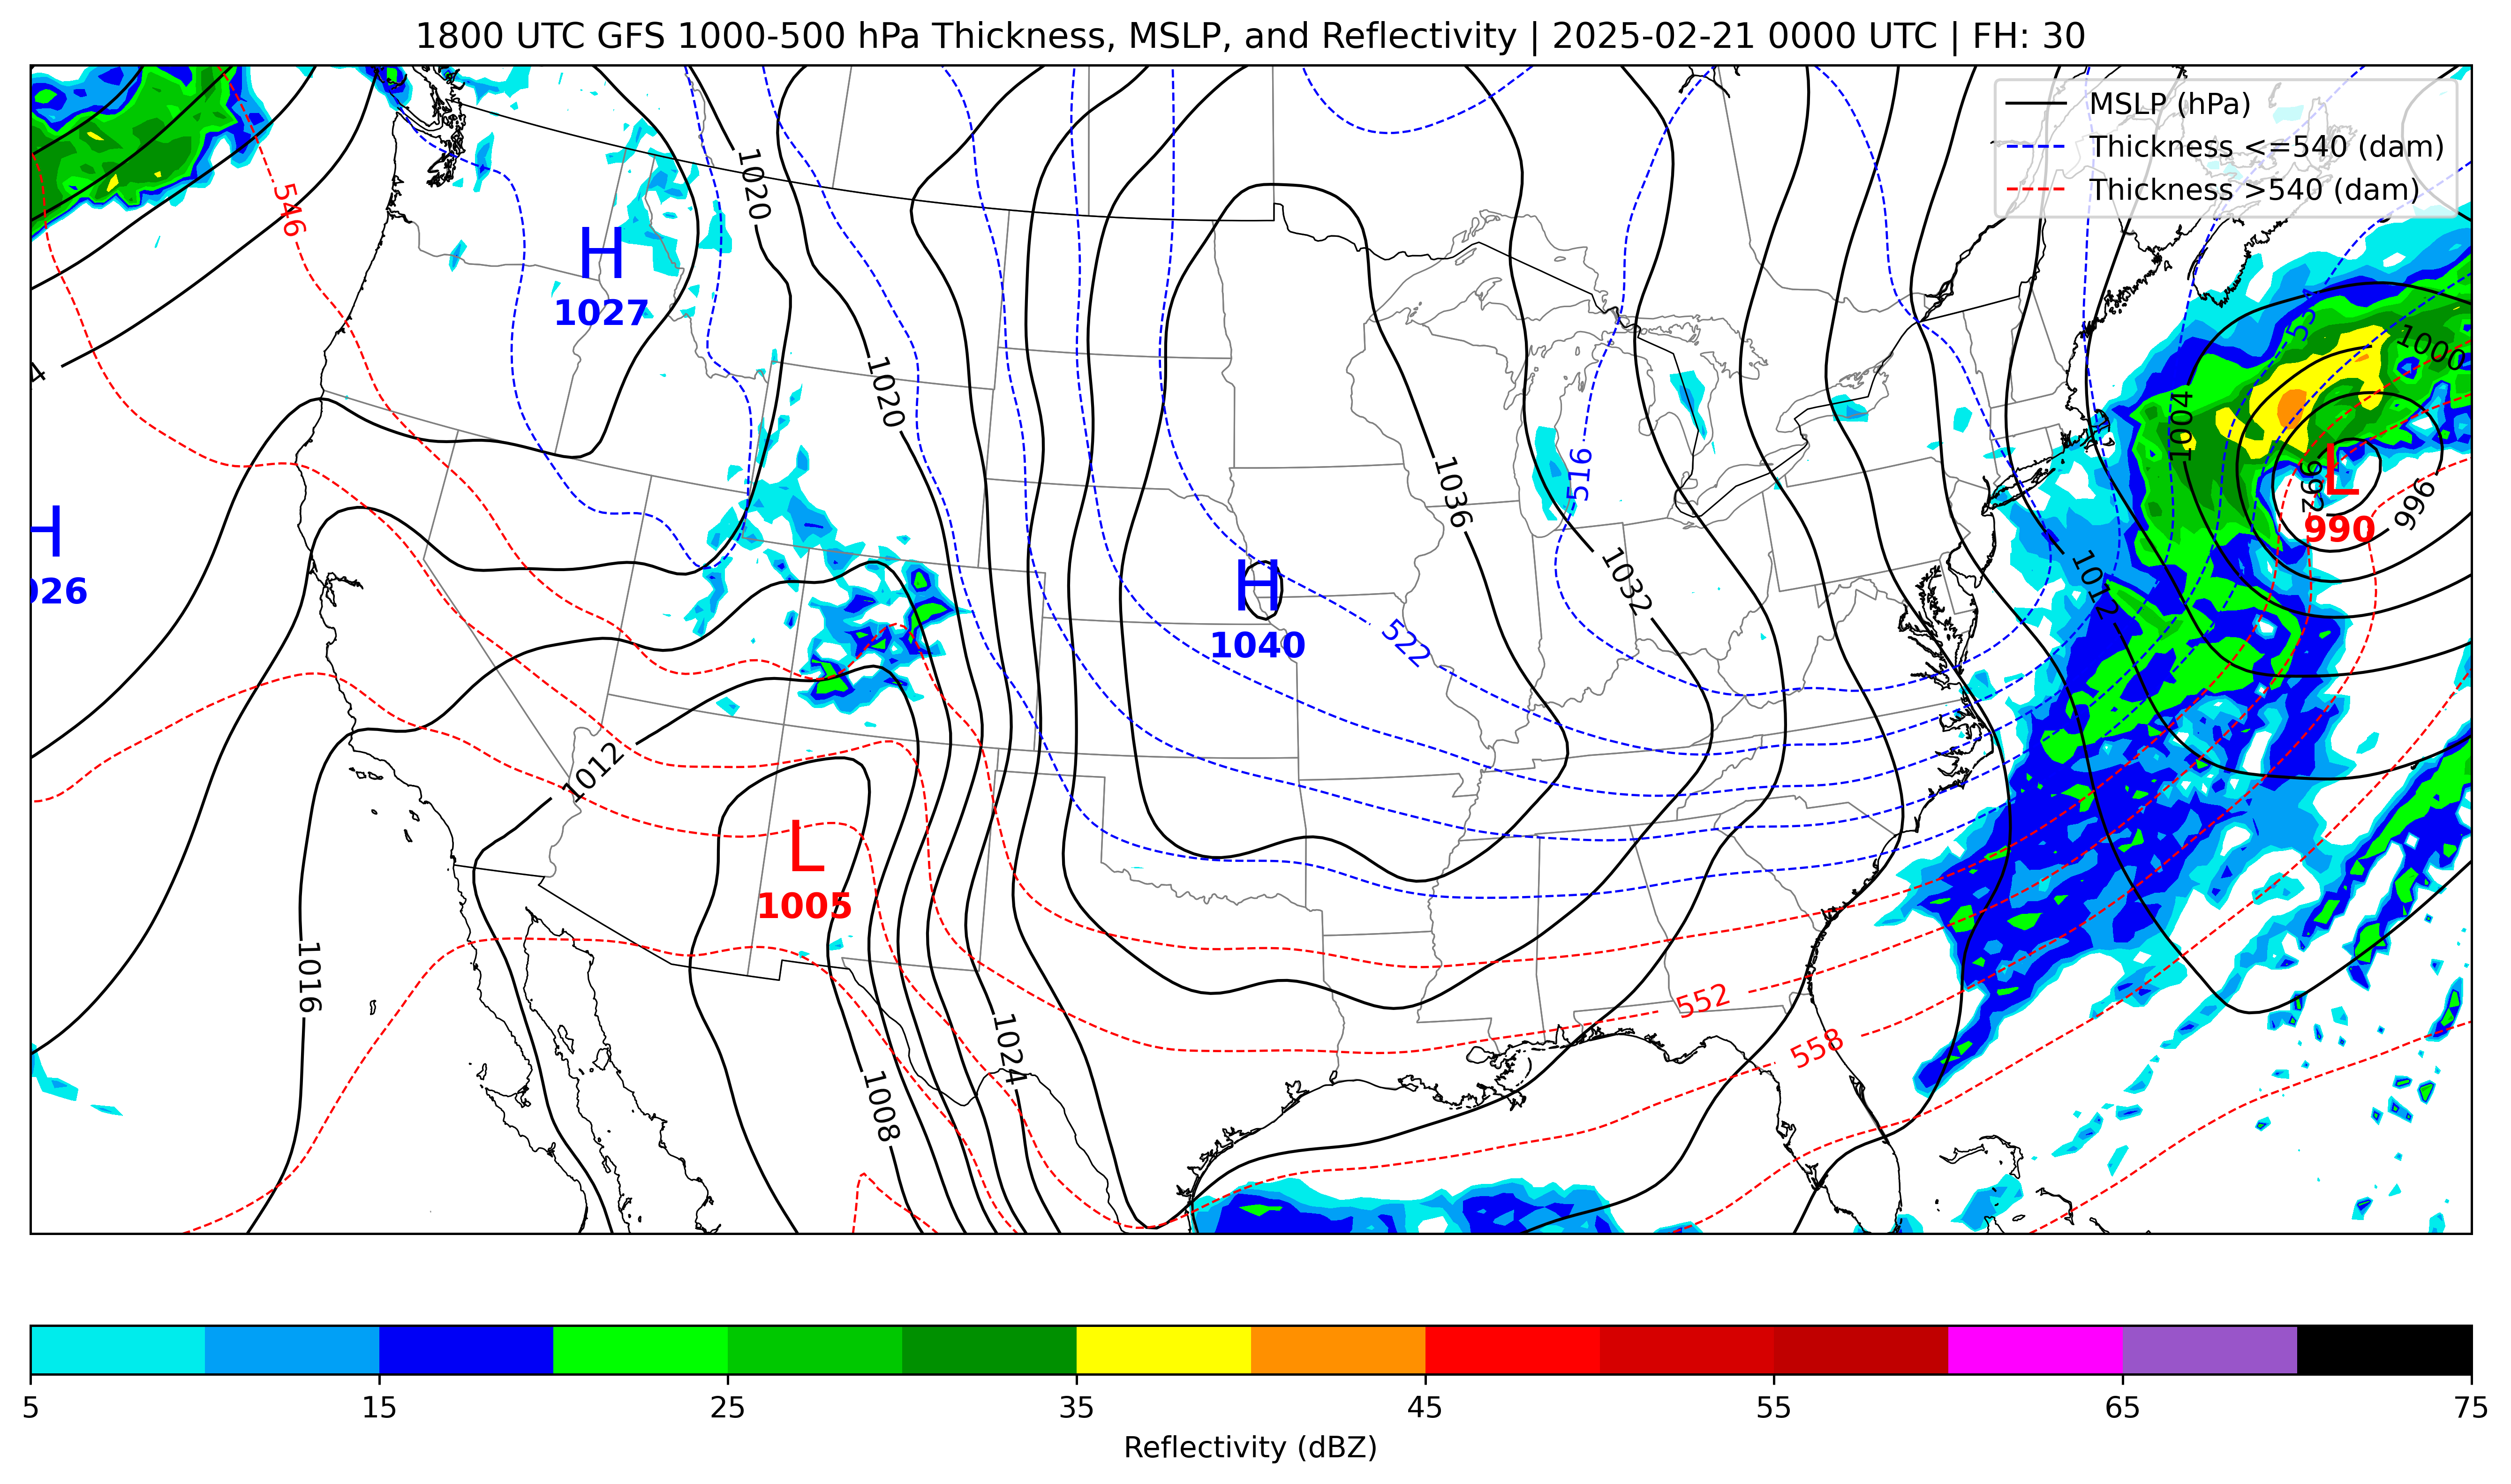 1800 UTC GFS 1000-500 hPa Thickness, MSLP, and Reflectivity | 2025-02-21 0000 UTC | FH: 30
MSLP (hPa)
Thickness <=540 (dam)
Thickness >540 (dam)
1020
546
H
1027
53
1000
4
1020
1004
1036
516
992
L
990
996
H
026
1032
1012
H
1040
522
1012
L
1005
1016
552
1024
558
1008
5 15 25 35 45 55 65 75
Reflectivity (dBZ)